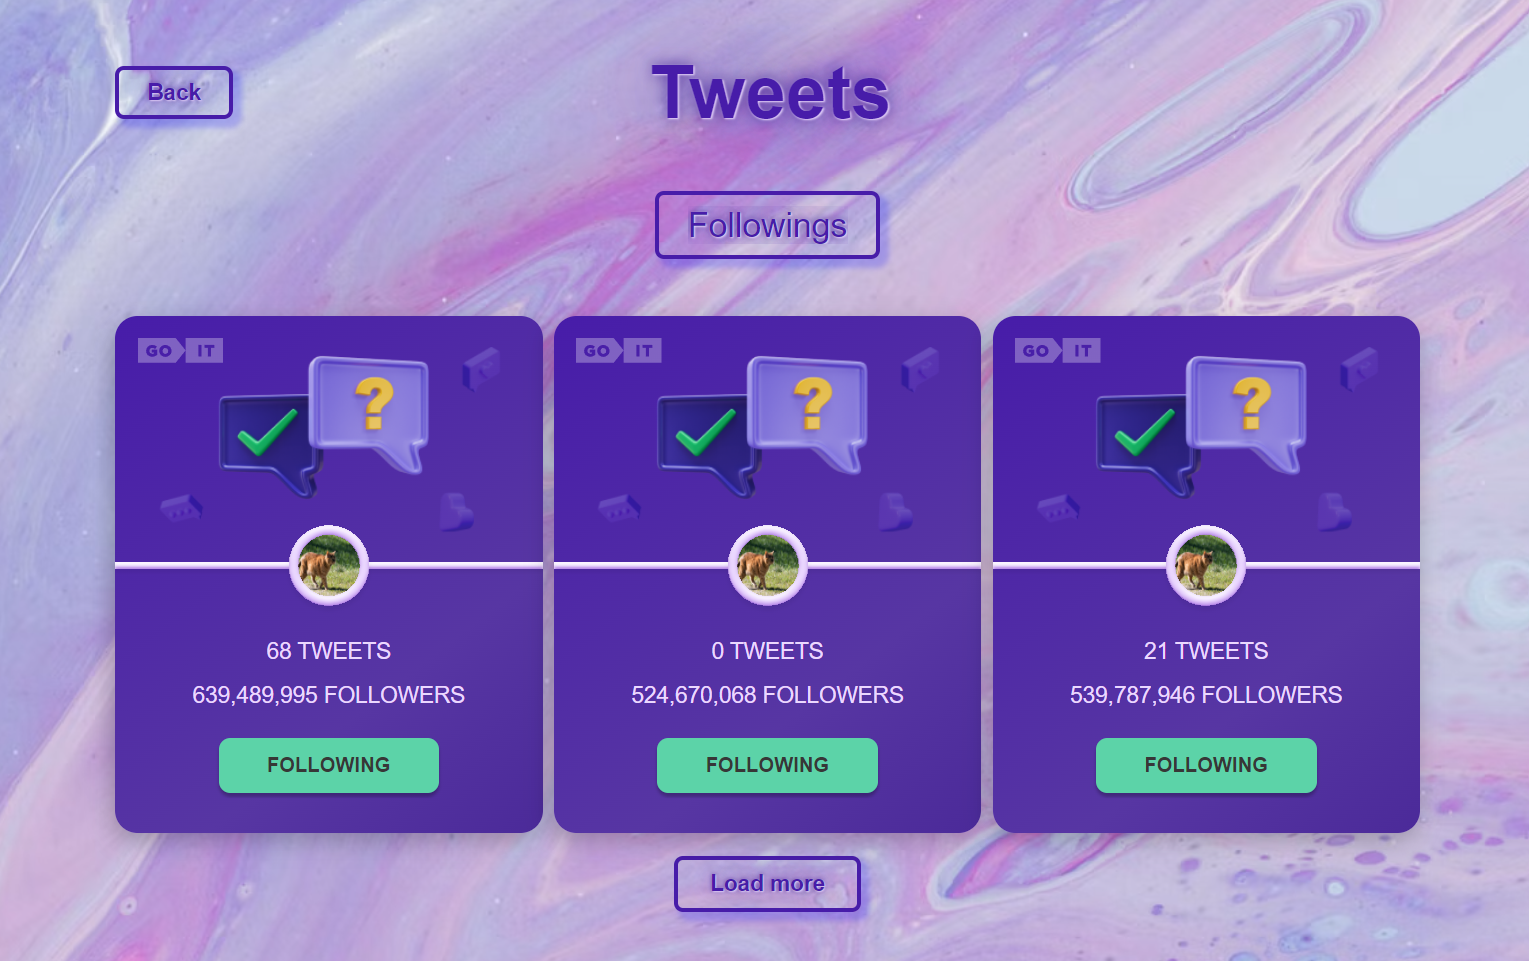 Back
Tweets
Followings
GO IT
GO IT
GO IT
?
?
?
68 TWEETS
0 TWEETS
21 TWEETS
639,489,995 FOLLOWERS
524,670,068 FOLLOWERS
539,787,946 FOLLOWERS
FOLLOWING
FOLLOWING
FOLLOWING
Load more